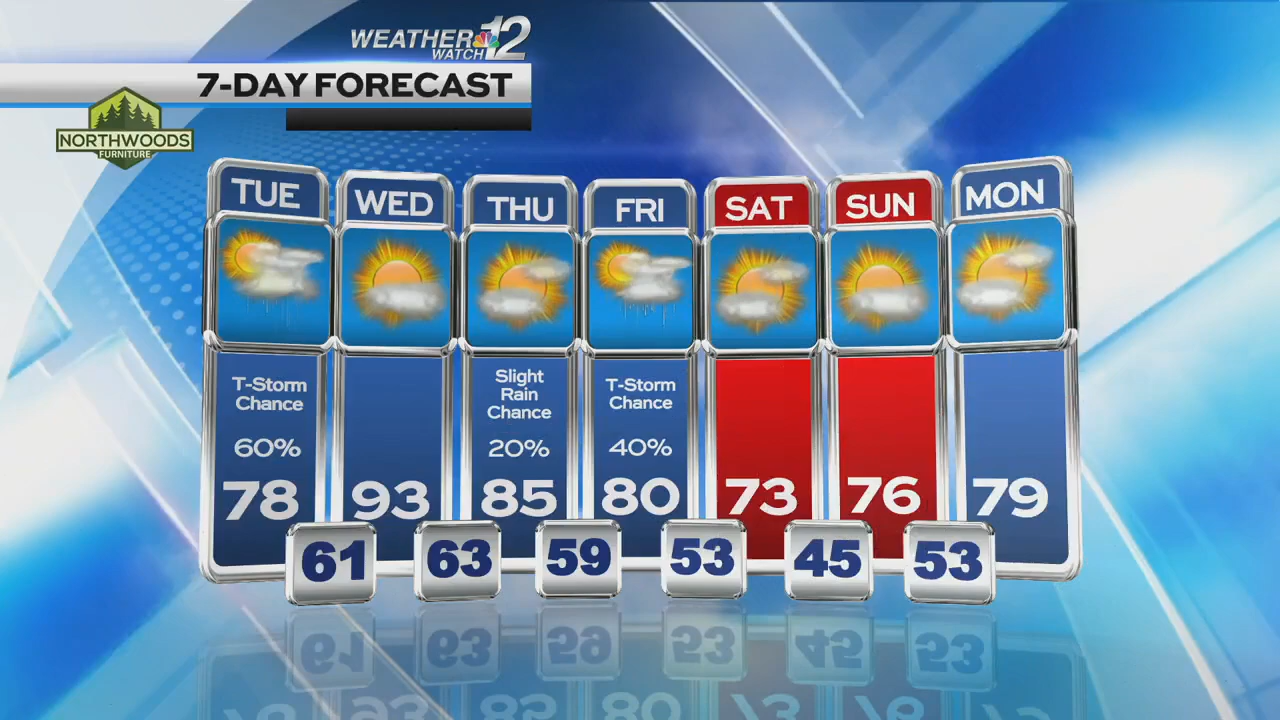 WEATHER 12
WATCH
7-DAY FORECAST
NORTHWOODS
FURNITURE
TUE WED THU FRI SAT SUN MON
T-Storm
Chance
60%
78
93
Slight
Rain
Chance
20%
85
T-Storm
Chance
40%
80
73
76
79
61 63 59 53 45 53